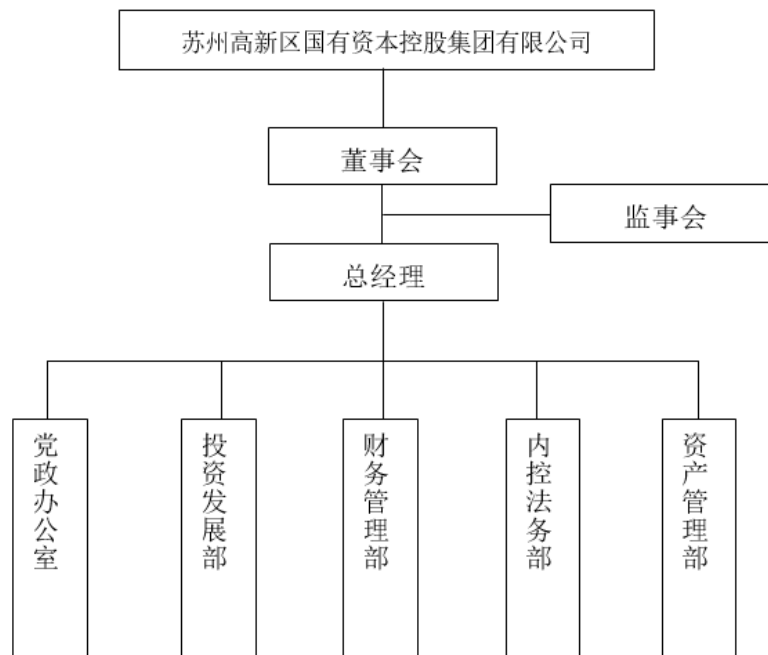 苏州高新区国有资本控股集团有限公司
董事会
监事会
总经理
党政办公室
投资发展部
财务管理部
内控法务部
资产管理部